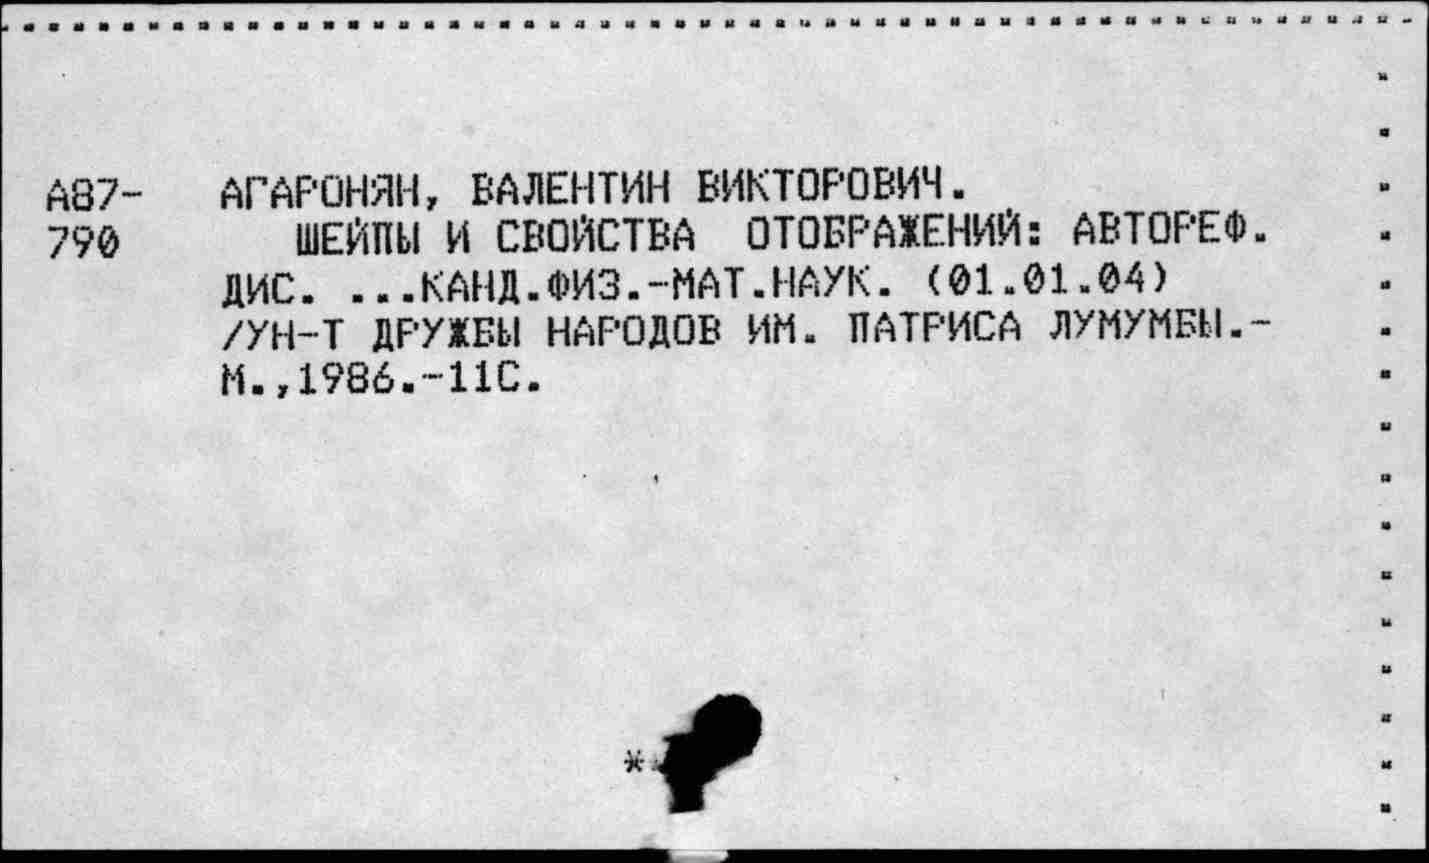 А87- АГАРОНЯН, ВАЛЕНТИН ВИКТОРОВИЧ.
790 ШЕЙПЫ И СВОЙСТВА ОТОБРАЖЕНИЙ: АВТОРЕФ.
ДИС. ...КАНД.ФИЗ.-МАТ.НАУК. (01.01.04)
/УН-Т ДРУЖБЫ НАРОДОВ ИМ. ПАТРИСА ЛУМУМБЫ.-
М.,1986.-11С.
*